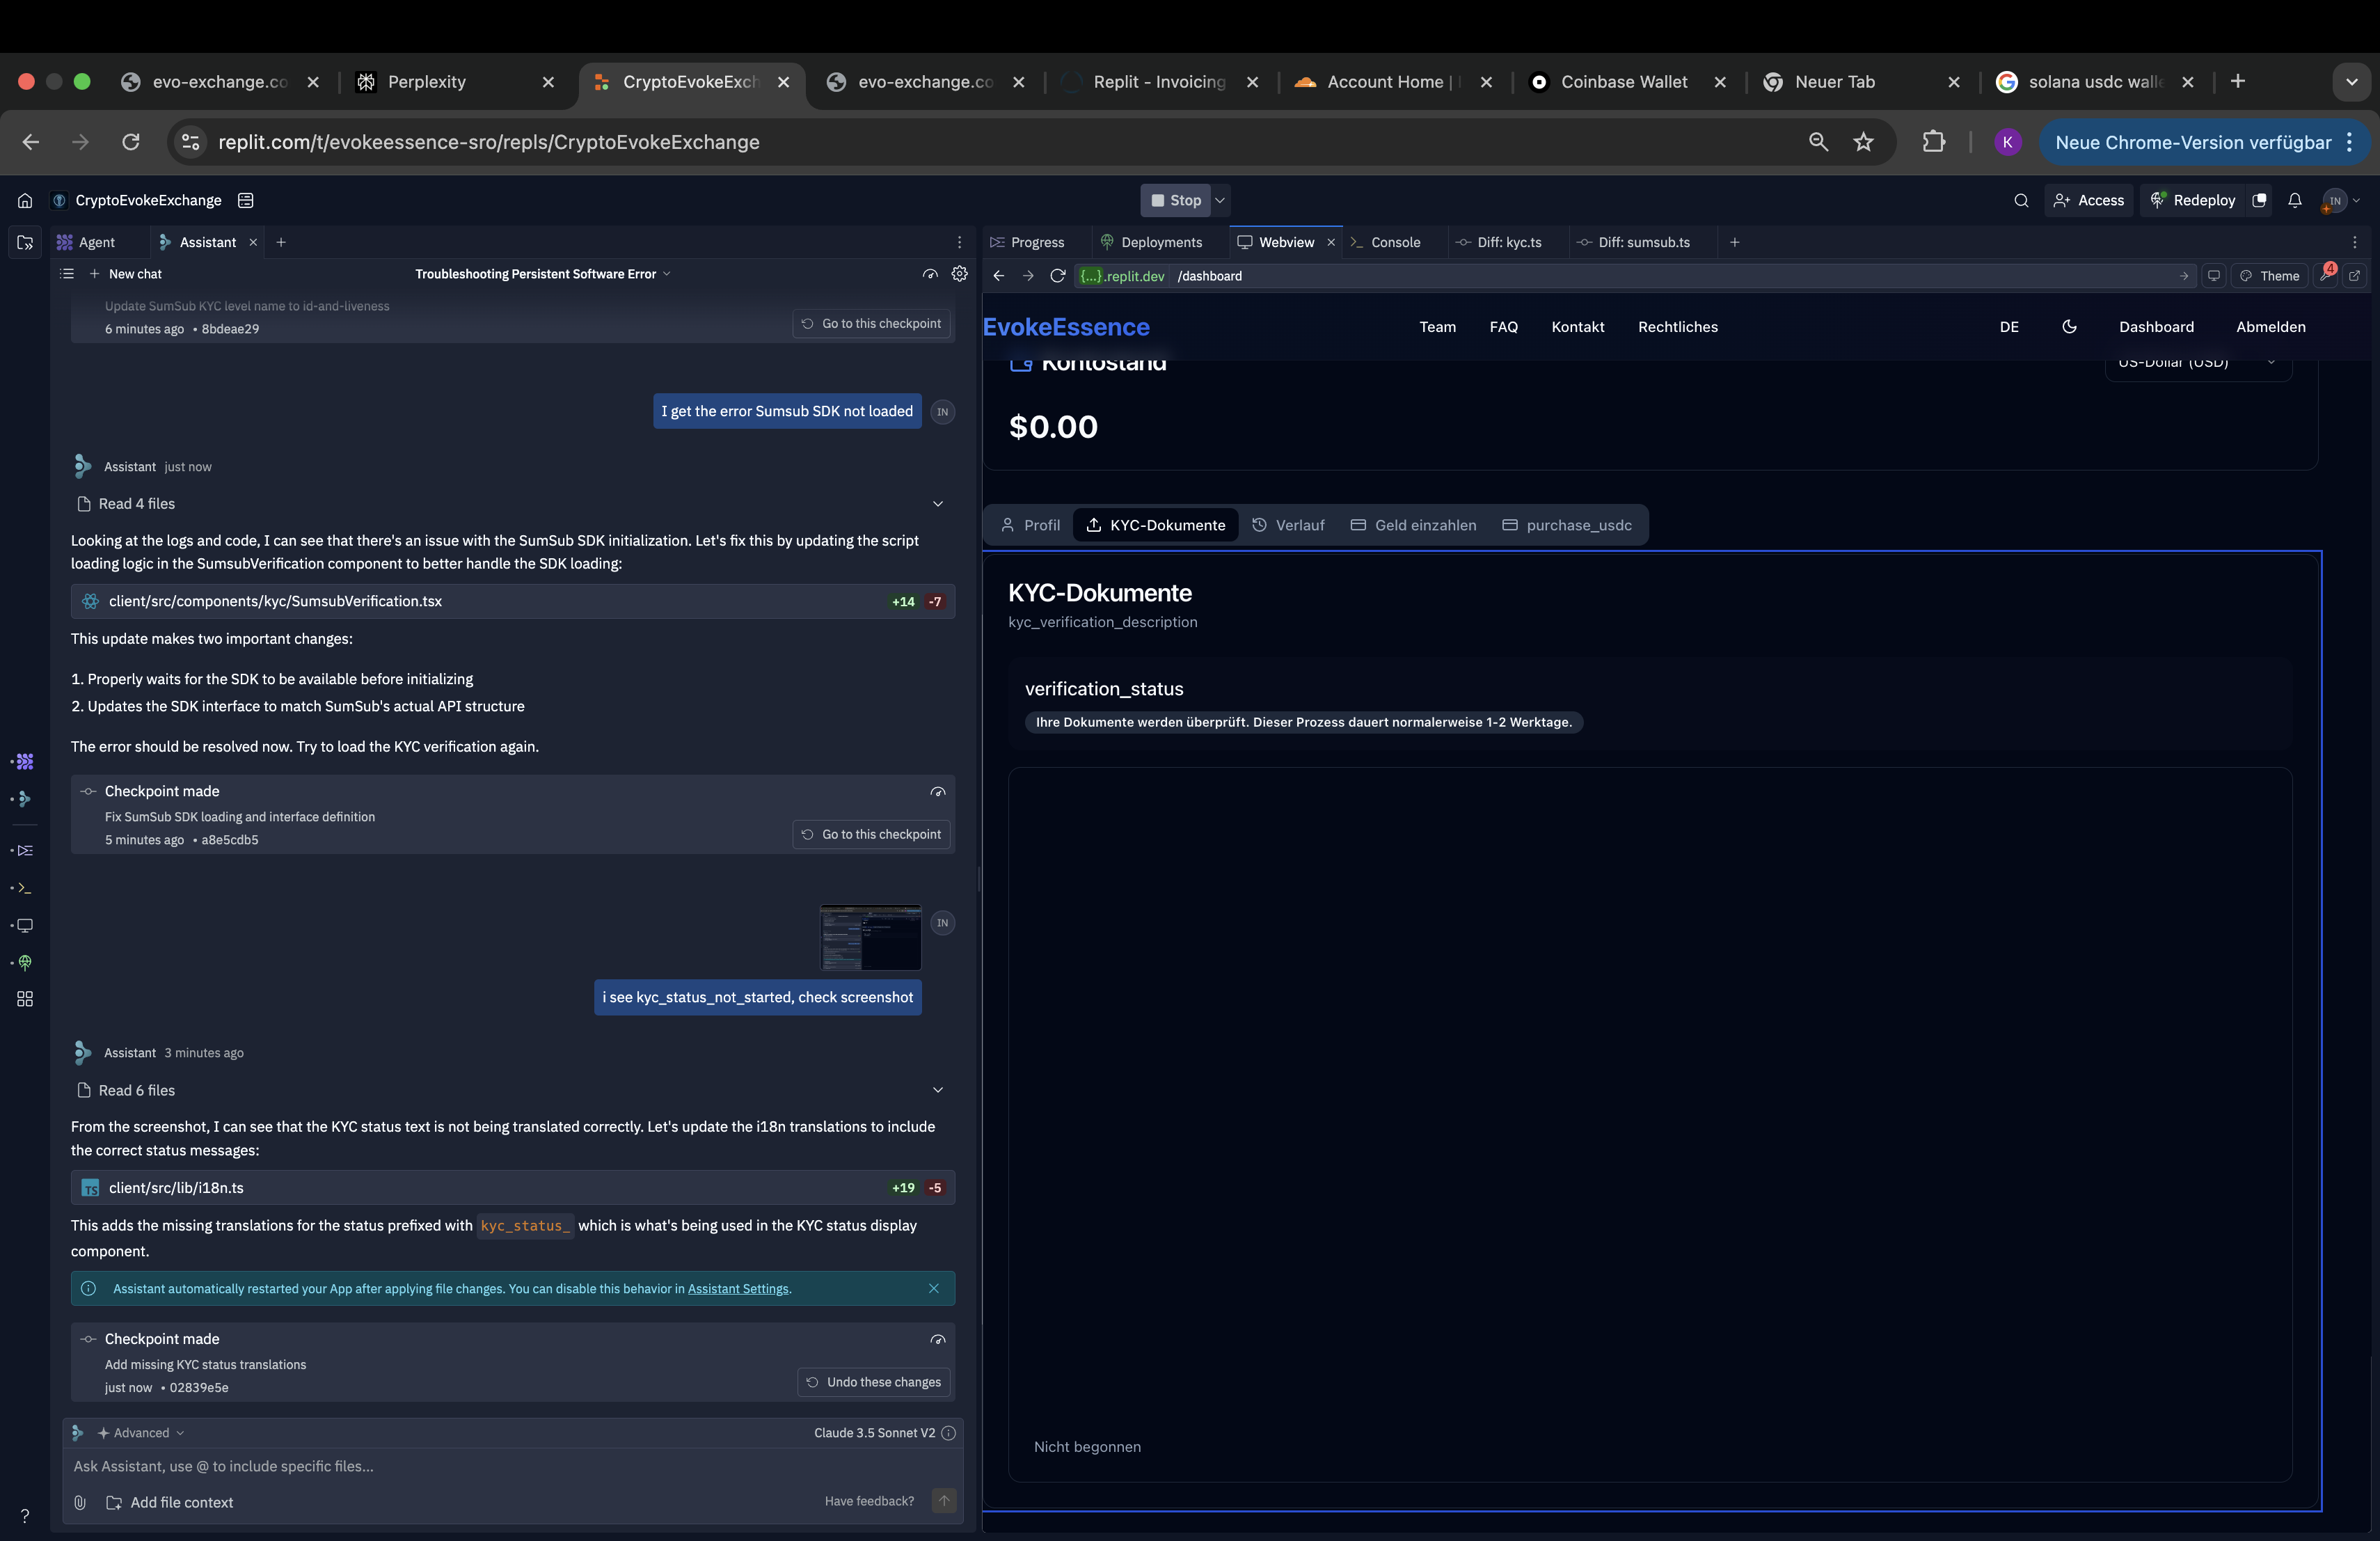 evo-exchange.co
Perplexity
CryptoEvokeExch
evo-exchange.co
Replit - Invoicing
Account Home |
Coinbase Wallet
Neuer Tab
solana usdc walle
replit.com/t/evokeessence-sro/repls/CryptoEvokeExchange
K
Neue Chrome-Version verfügbar
CryptoEvokeExchange
Stop
Access
Redeploy
IN
Agent
Assistant
New chat
Troubleshooting Persistent Software Error
Update SumSub KYC level name to id-and-liveness
6 minutes ago • 8bdeae29
Go to this checkpoint
I get the error Sumsub SDK not loaded
IN
Assistant just now
Read 4 files
Looking at the logs and code, I can see that there's an issue with the SumSub SDK initialization. Let's fix this by updating the script
loading logic in the SumsubVerification component to better handle the SDK loading:
client/src/components/kyc/SumsubVerification.tsx
+14 -7
This update makes two important changes:
1. Properly waits for the SDK to be available before initializing
2. Updates the SDK interface to match SumSub's actual API structure
The error should be resolved now. Try to load the KYC verification again.
Checkpoint made
Fix SumSub SDK loading and interface definition
5 minutes ago • a8e5cdb5
Go to this checkpoint
IN
i see kyc_status_not_started, check screenshot
Assistant 3 minutes ago
Read 6 files
From the screenshot, I can see that the KYC status text is not being translated correctly. Let's update the i18n translations to include
the correct status messages:
TS client/src/lib/i18n.ts
+19 -5
This adds the missing translations for the status prefixed with kyc_status_ which is what's being used in the KYC status display
component.
Assistant automatically restarted your App after applying file changes. You can disable this behavior in Assistant Settings.
Checkpoint made
Add missing KYC status translations
just now • 02839e5e
Undo these changes
Advanced
Claude 3.5 Sonnet V2
Ask Assistant, use @ to include specific files...
Add file context
Have feedback?
?
Progress
Deployments
Webview
Console
Diff: kyc.ts
Diff: sumsub.ts
{...}.replit.dev /dashboard
Theme
4
EvokeEssence
Team
FAQ
Kontakt
Rechtliches
DE
Dashboard
Abmelden
Kontostand
US-Dollar (USD)
$0.00
Profil
KYC-Dokumente
Verlauf
Geld einzahlen
purchase_usdc
KYC-Dokumente
kyc_verification_description
verification_status
Ihre Dokumente werden überprüft. Dieser Prozess dauert normalerweise 1-2 Werktage.
Nicht begonnen